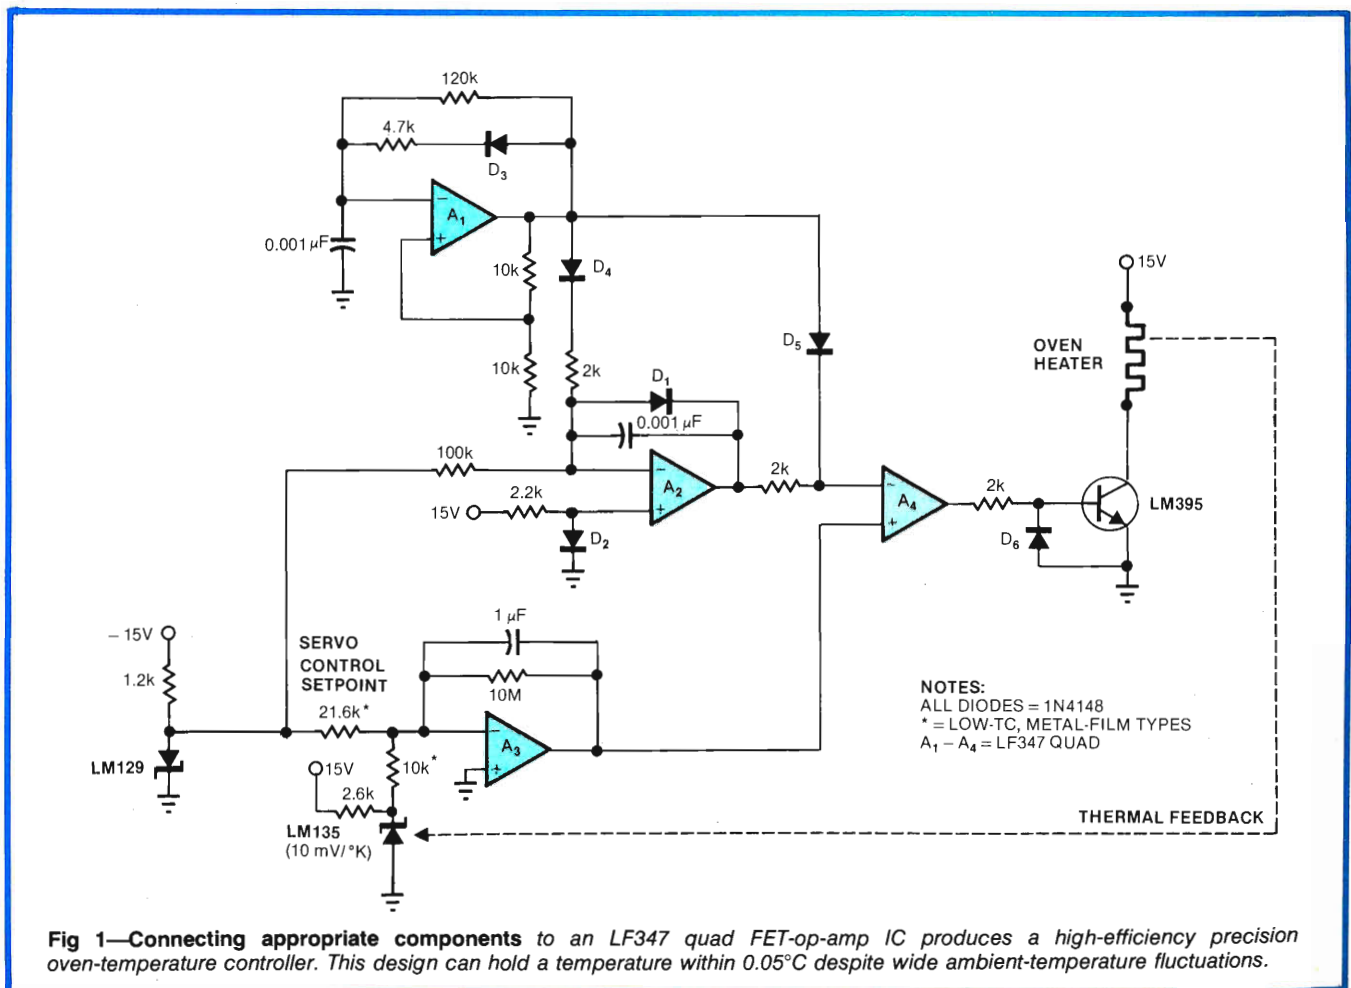 120k
4.7k
D3
A1
−
+
0.001 µF
10k
D4
10k
2k
15V
OVEN
HEATER
D5
D1
0.001 µF
100k
2.2k
15V
A2
−
+
D2
2k
A4
−
+
2k
LM395
D6
−15V
1.2k
SERVO
CONTROL
SETPOINT
21.6k*
1 µF
10M
A3
−
+
10k*
15V
2.6k
LM129
LM135
(10 mV/°K)
NOTES:
ALL DIODES = 1N4148
* = LOW-TC, METAL-FILM TYPES
A1 – A4 = LF347 QUAD
THERMAL FEEDBACK
Fig 1—Connecting appropriate components to an LF347 quad FET-op-amp IC produces a high-efficiency precision
oven-temperature controller. This design can hold a temperature within 0.05°C despite wide ambient-temperature fluctuations.